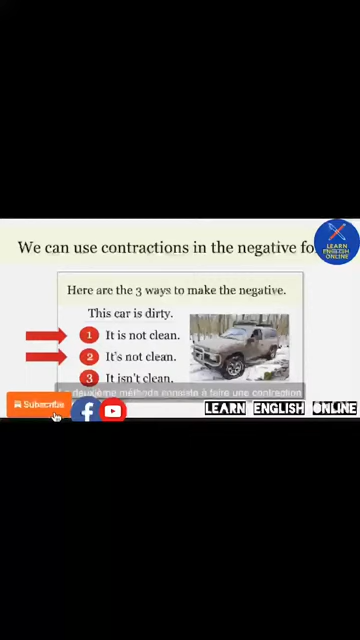 We can use contractions in the negative fo
LEARN
ENGLISH
ONLINE
Here are the 3 ways to make the negative.
This car is dirty.
1 It is not clean.
2 It's not clean.
3 It isn't clean.
La deuxième méthode consiste à faire une contraction
Subscribe
f
LEARN ENGLISH ONLINE